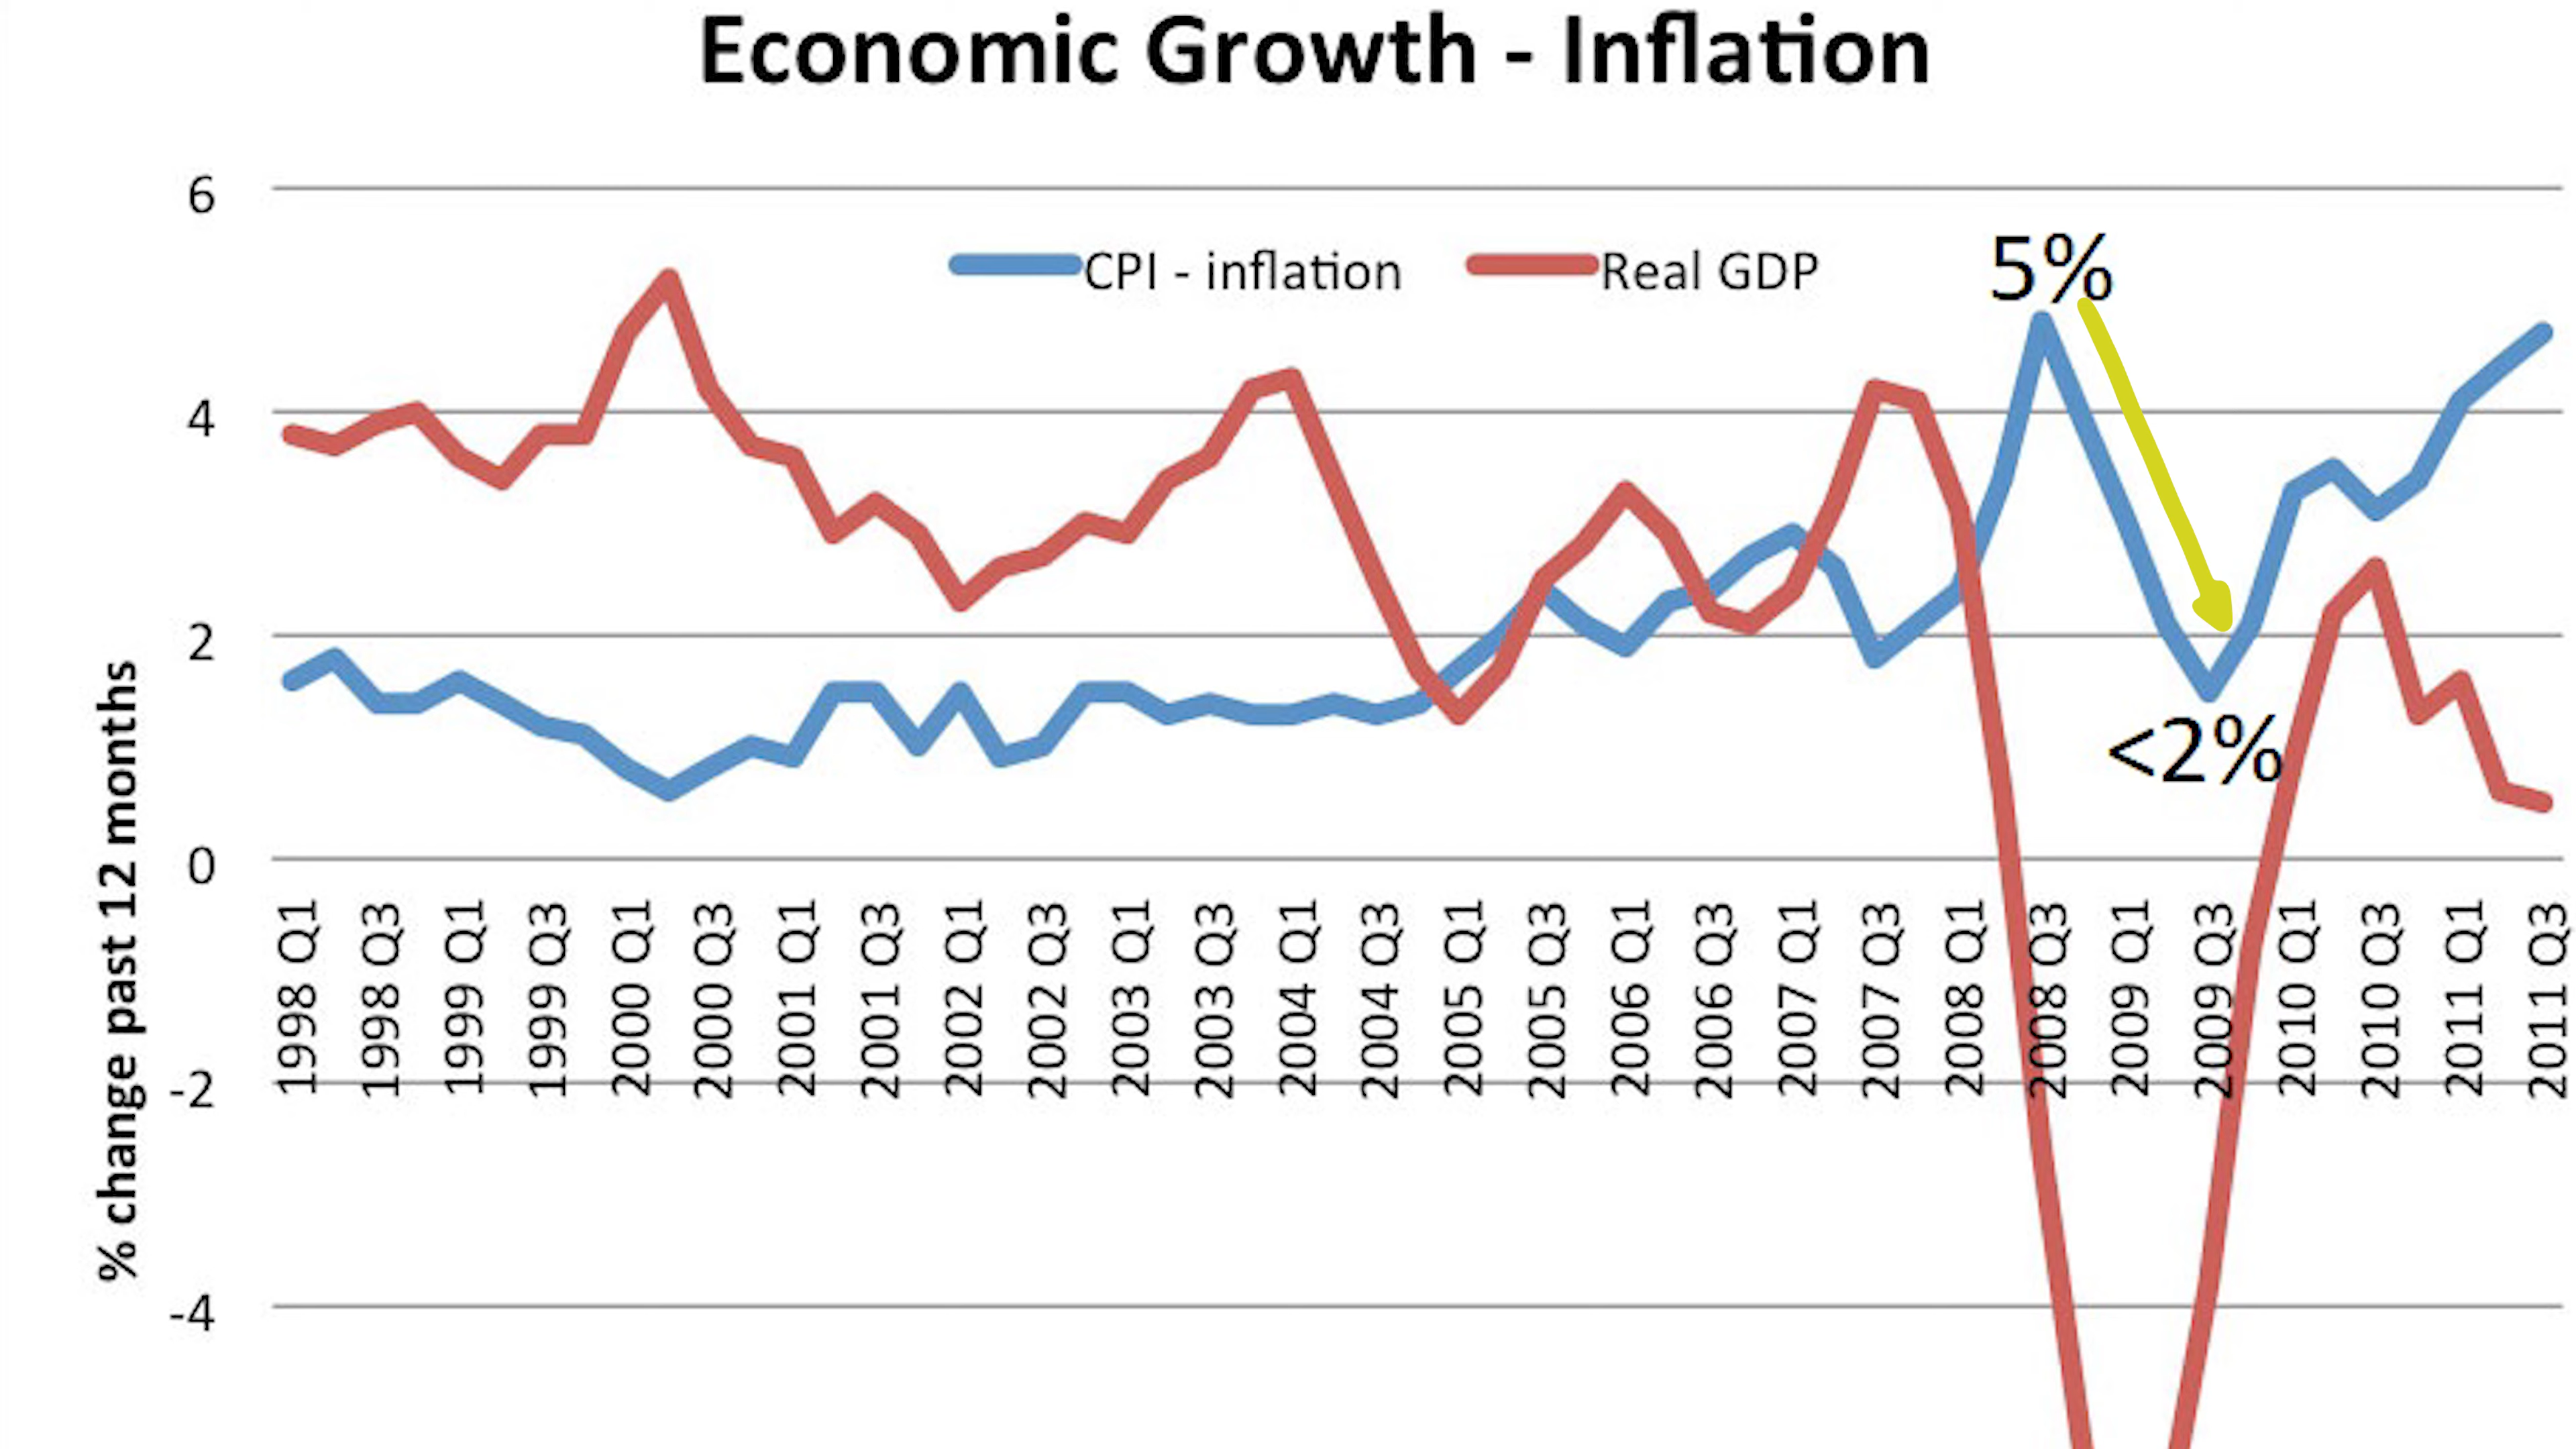 Economic Growth - Inflation
6
CPI - inflation
Real GDP
5%
4
2
<2%
0
1998 Q1
1998 Q3
1999 Q1
1999 Q3
2000 Q1
2000 Q3
2001 Q1
2001 Q3
2002 Q1
2002 Q3
2003 Q1
2003 Q3
2004 Q1
2004 Q3
2005 Q1
2005 Q3
2006 Q1
2006 Q3
2007 Q1
2007 Q3
2008 Q1
2008 Q3
2009 Q1
2009 Q3
2010 Q1
2010 Q3
2011 Q1
2011 Q3
-2
-4
% change past 12 months